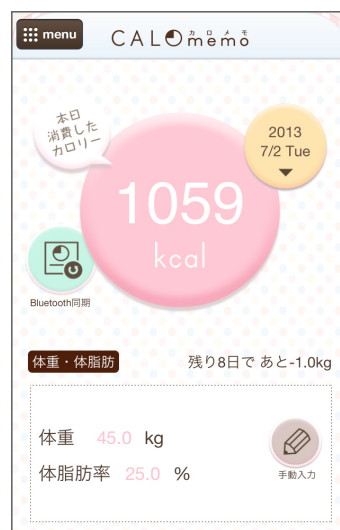 menu
CALOmemo
カロメモ
本日
消費した
カロリー
2013
7/2 Tue
1059
kcal
Bluetooth同期
体重・体脂肪
残り8日で あと-1.0kg
体重 45.0 kg
体脂肪率 25.0 %
手動入力